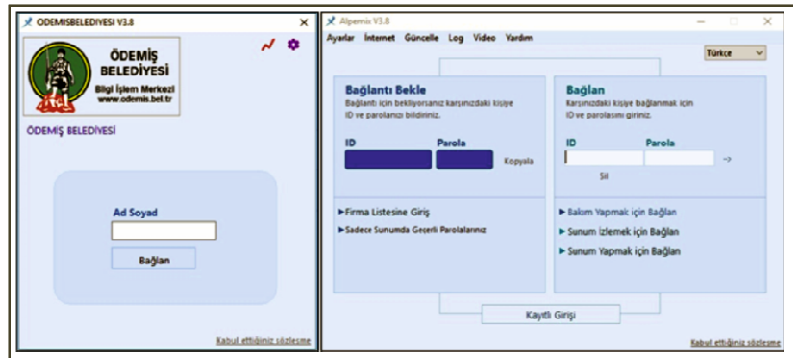 ODEMISBELEDIYESI V3.8
ÖDEMİŞ
BELEDİYESİ
Bilgi İşlem Merkezi
www.odemis.bel.tr
ÖDEMİŞ BELEDİYESİ
Ad Soyad
Bağlan
Kabul ettiğiniz sözleşme
Alpemix V3.8
Ayarlar İnternet Güncelle Log Video Yardım
Türkce
Bağlantı Bekle
Bağlantı için bekliyorsanız karşınızdaki kişiye
ID ve parolanızı bildiriniz.
ID Parola
Kopyala
Bağlan
Karşınızdaki kişiye bağlanmak için
ID ve parolasını giriniz.
ID Parola
->
Sil
Firma Listesine Giriş
Sadece Sunumda Geçerli Parolalarınız
Bakım Yapmak için Bağlan
Sunum İzlemek için Bağlan
Sunum Yapmak için Bağlan
Kayıtlı Girişi
Kabul ettiğiniz sözleşme